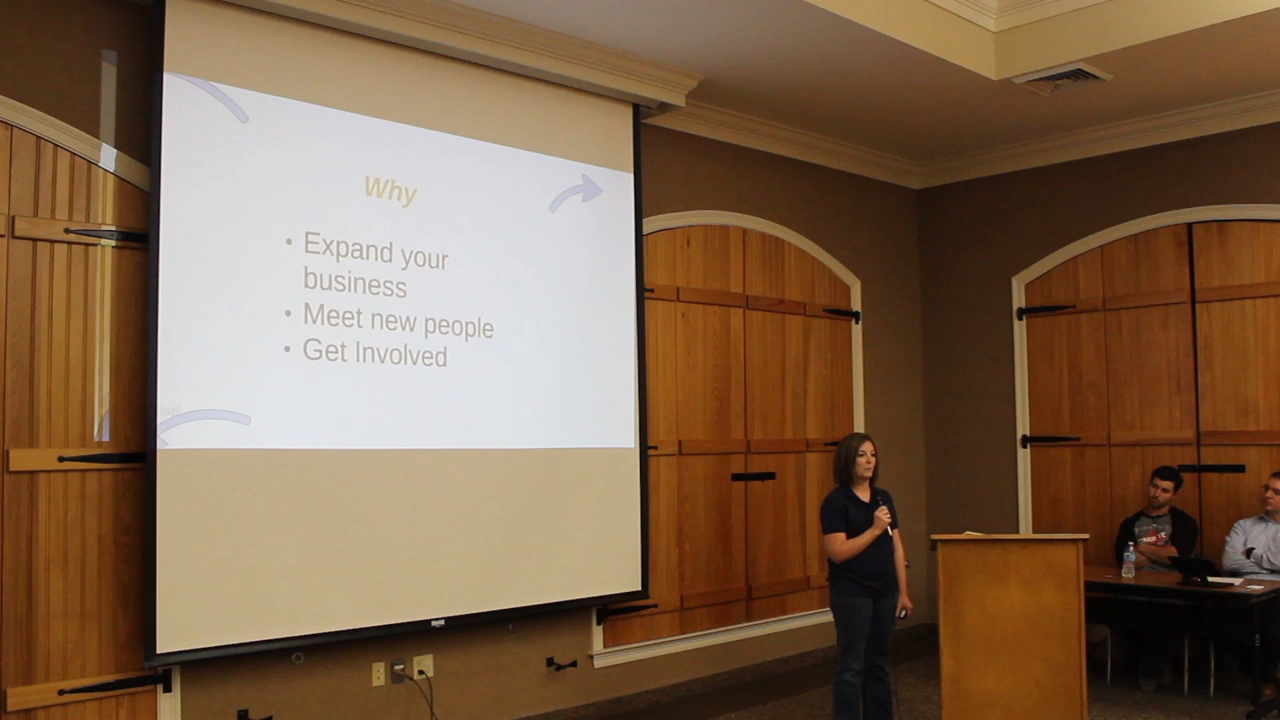 Why
• Expand your
business
• Meet new people
• Get Involved